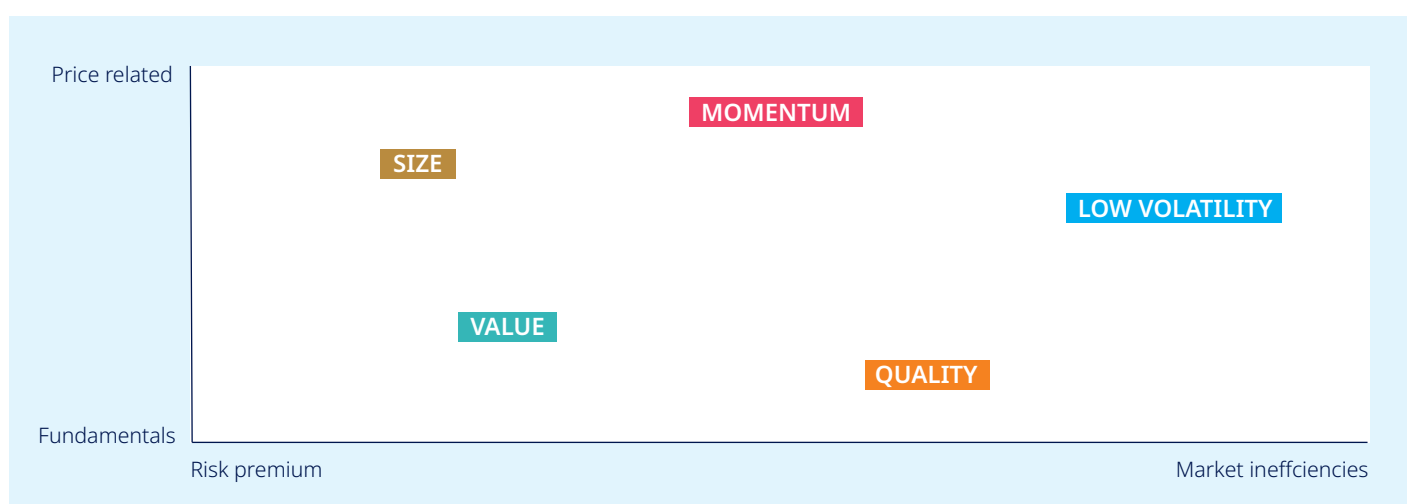 Price related
MOMENTUM
SIZE
LOW VOLATILITY
VALUE
QUALITY
Fundamentals
Risk premium
Market ineffciencies